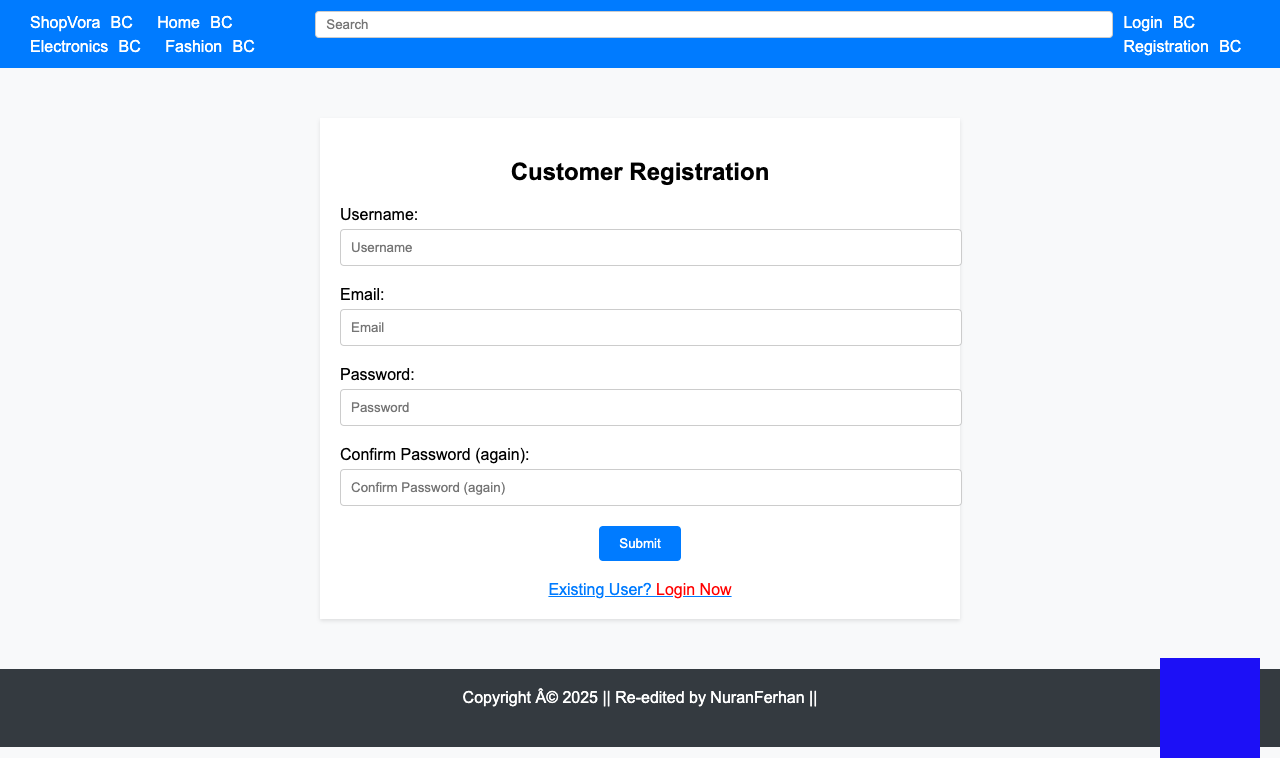 ShopVora BC Home BC
Electronics BC Fashion BC
Search
Login BC
Registration BC
Customer Registration
Username:
Username
Email:
Email
Password:
Password
Confirm Password (again):
Confirm Password (again)
Submit
Existing User? Login Now
Copyright Â© 2025 || Re-edited by NuranFerhan ||